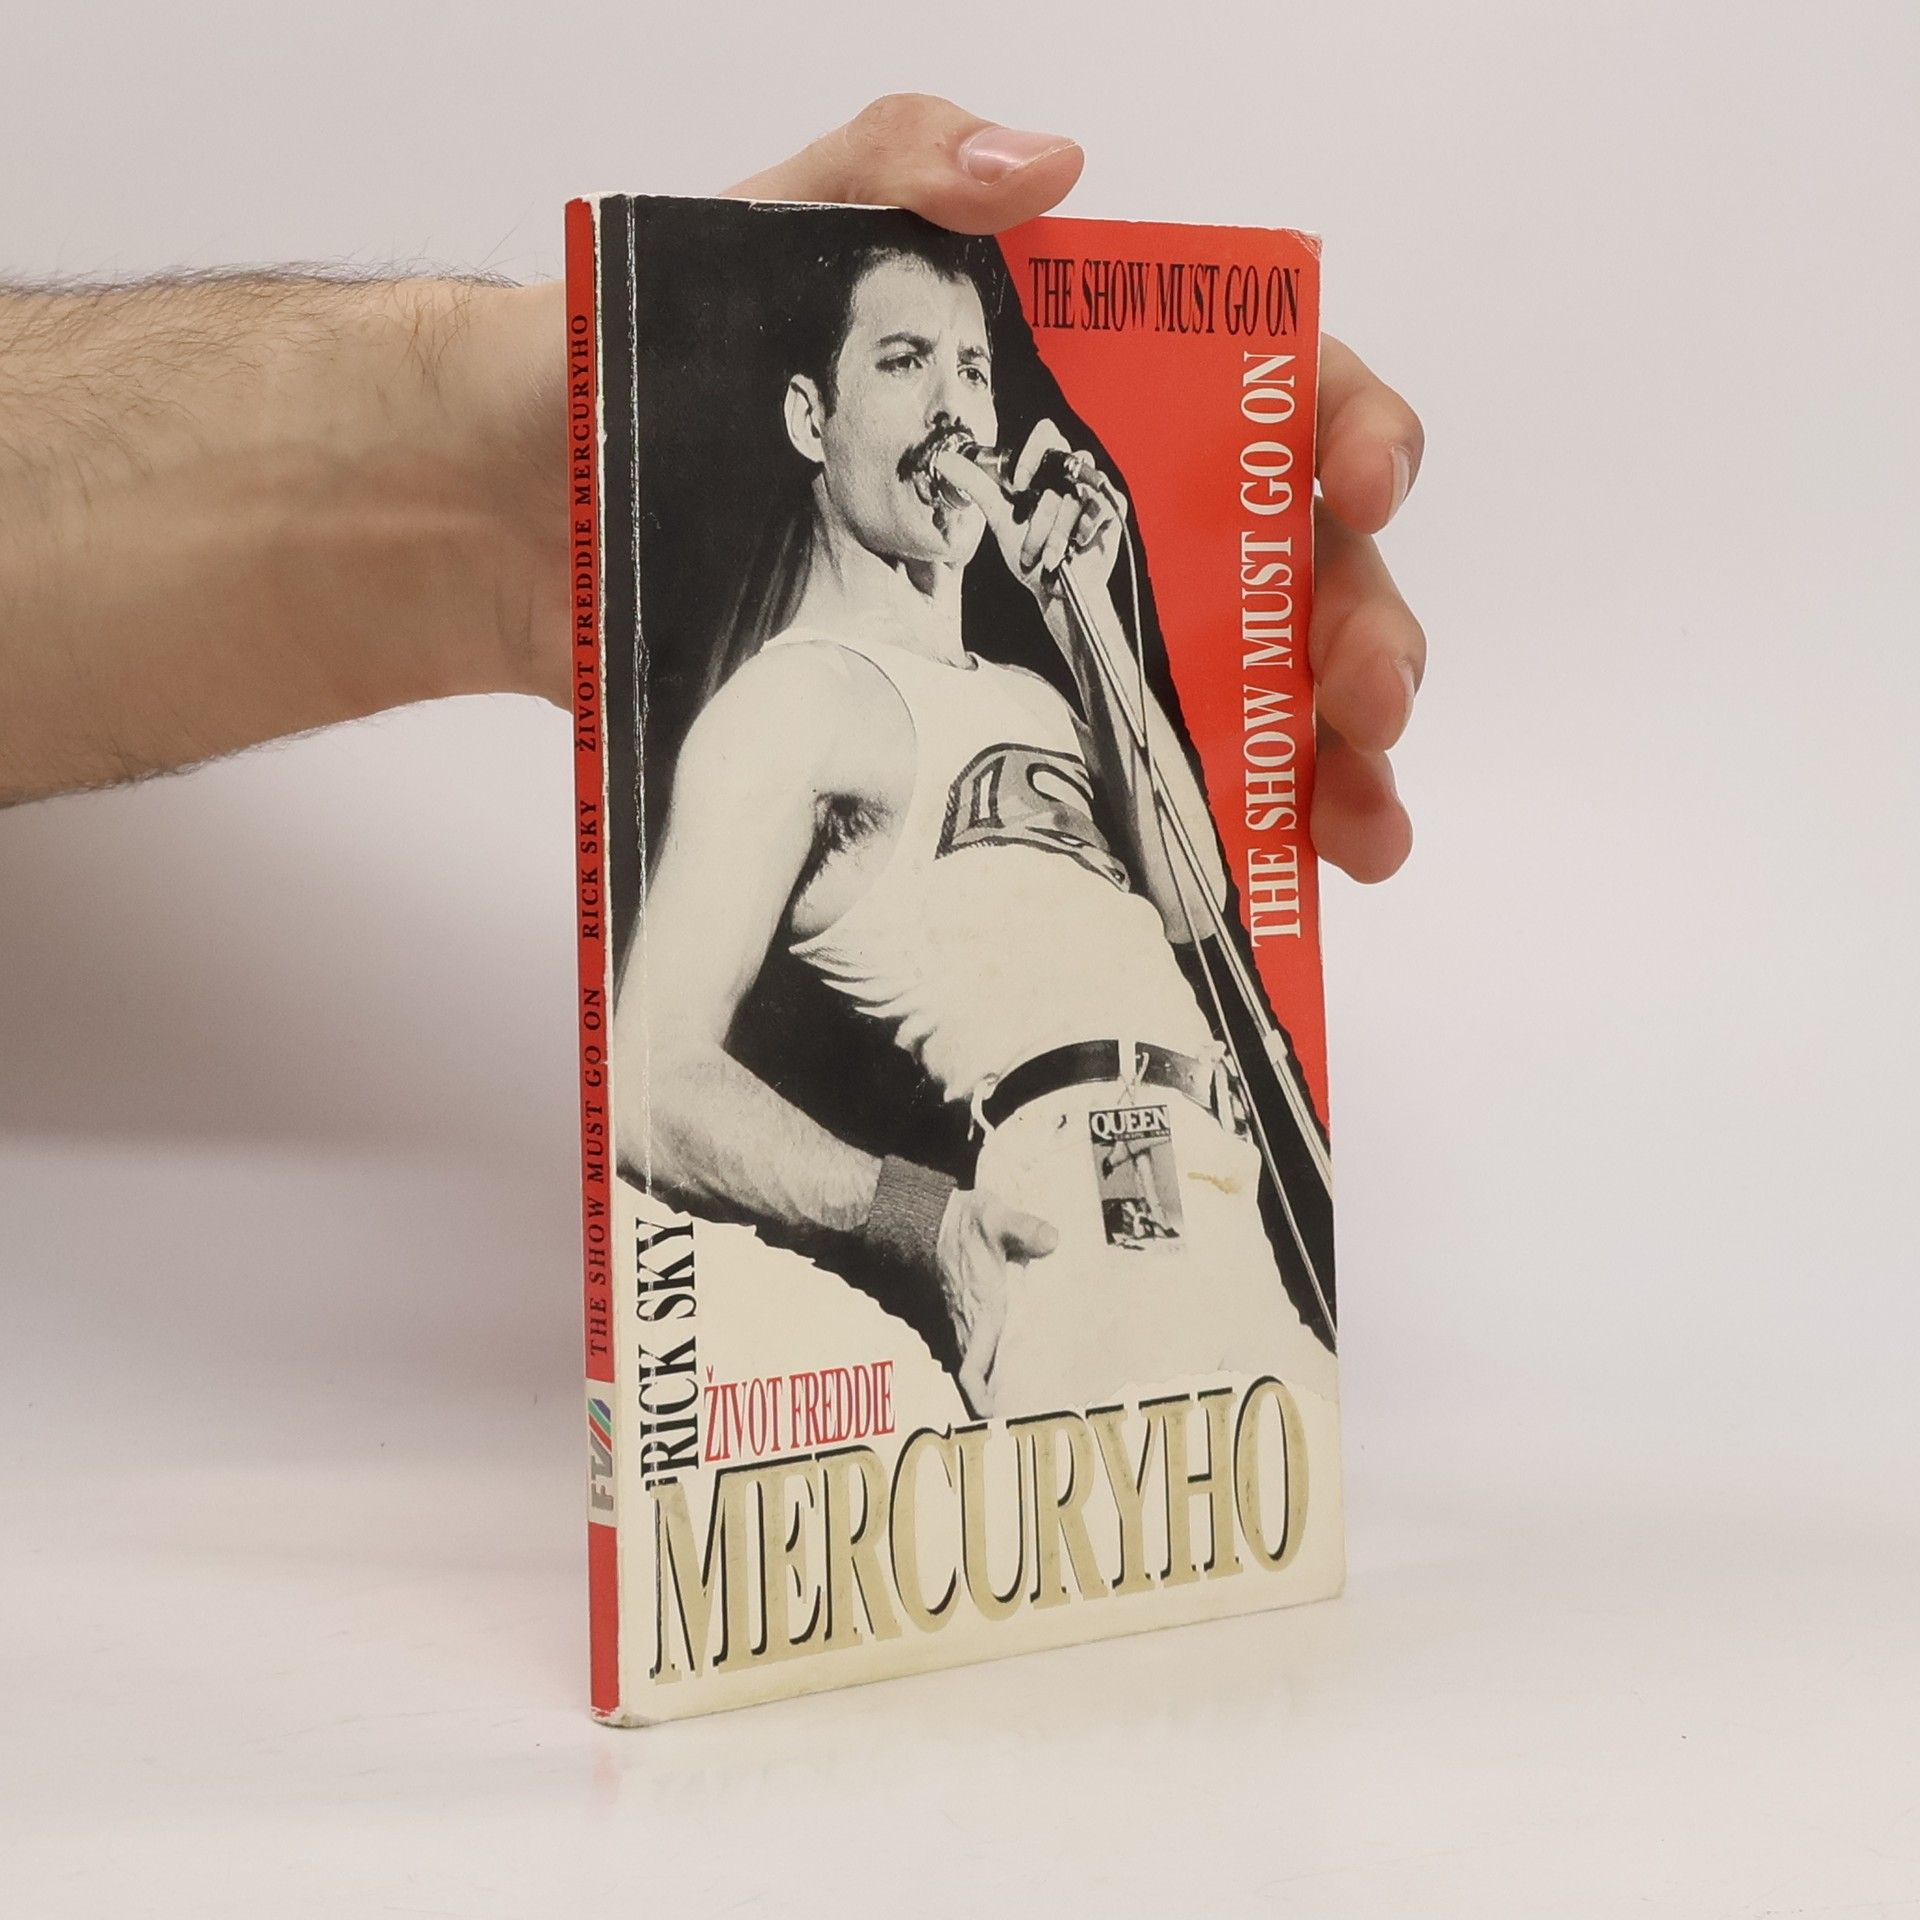 THE SHOW MUST GO ON
THE SHOW MUST GO ON
QUEEN
RICK SKY
ŽIVOT FREDDIE
MERCURYHO
THE SHOW MUST GO ON RICK SKY ŽIVOT FREDDIE MERCURYHO
FTV